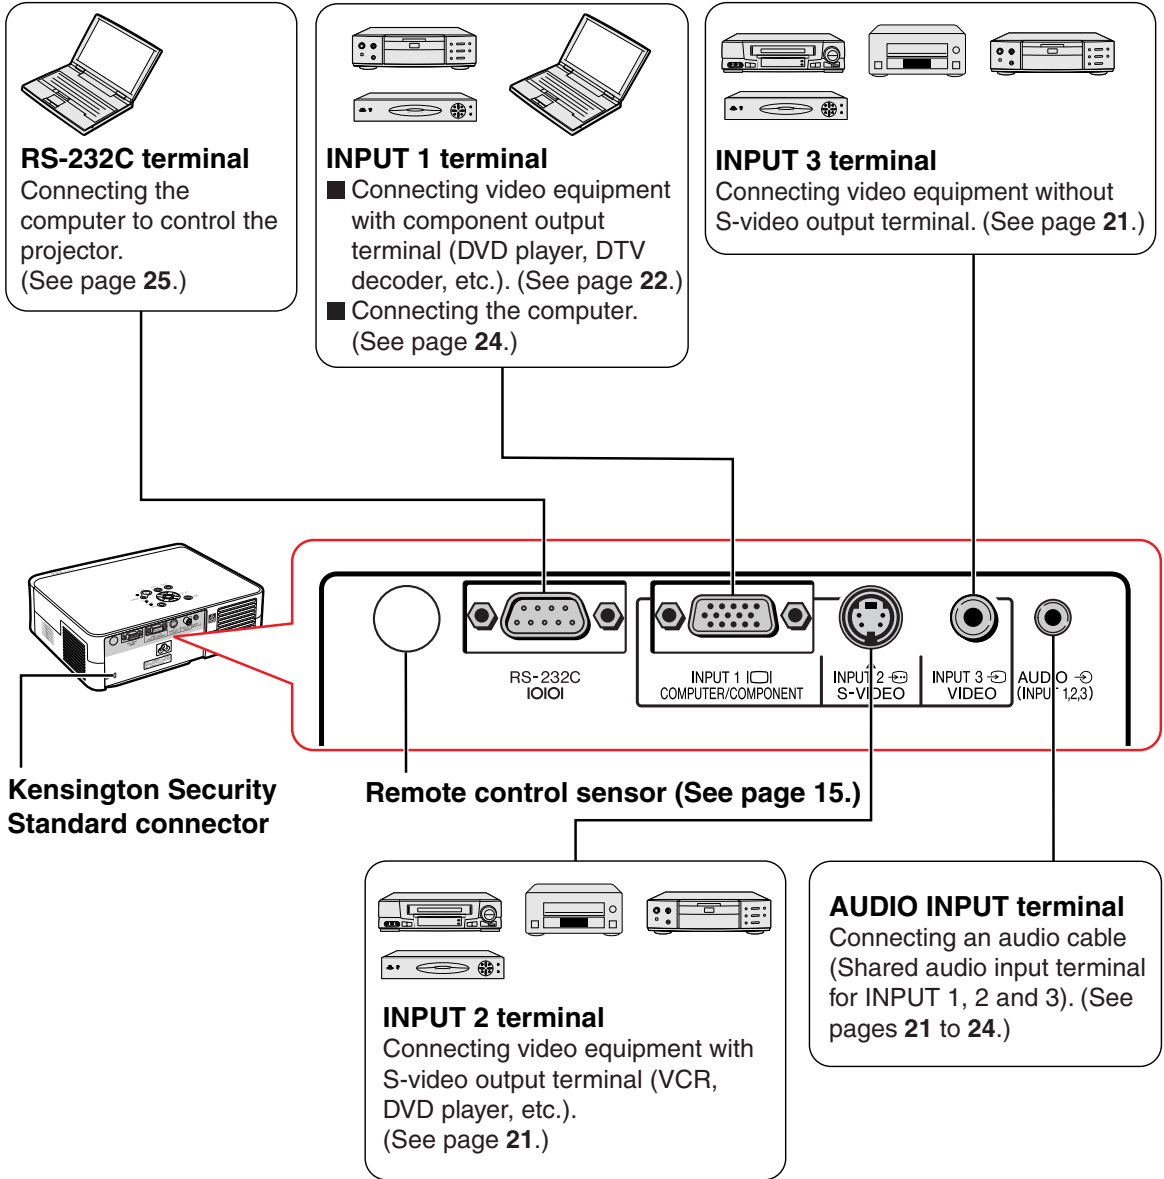 RS-232C terminal
Connecting the
computer to control the
projector.
(See page 25.)
INPUT 1 terminal
■ Connecting video equipment
with component output
terminal (DVD player, DTV
decoder, etc.). (See page 22.)
■ Connecting the computer.
(See page 24.)
INPUT 3 terminal
Connecting video equipment without
S-video output terminal. (See page 21.)
RS-232C
IOIOI
INPUT 1
COMPUTER/COMPONENT
INPUT 2
S-VIDEO
INPUT 3
VIDEO
AUDIO
(INPUT 1,2,3)
Kensington Security
Standard connector
Remote control sensor (See page 15.)
INPUT 2 terminal
Connecting video equipment with
S-video output terminal (VCR,
DVD player, etc.).
(See page 21.)
AUDIO INPUT terminal
Connecting an audio cable
(Shared audio input terminal
for INPUT 1, 2 and 3). (See
pages 21 to 24.)